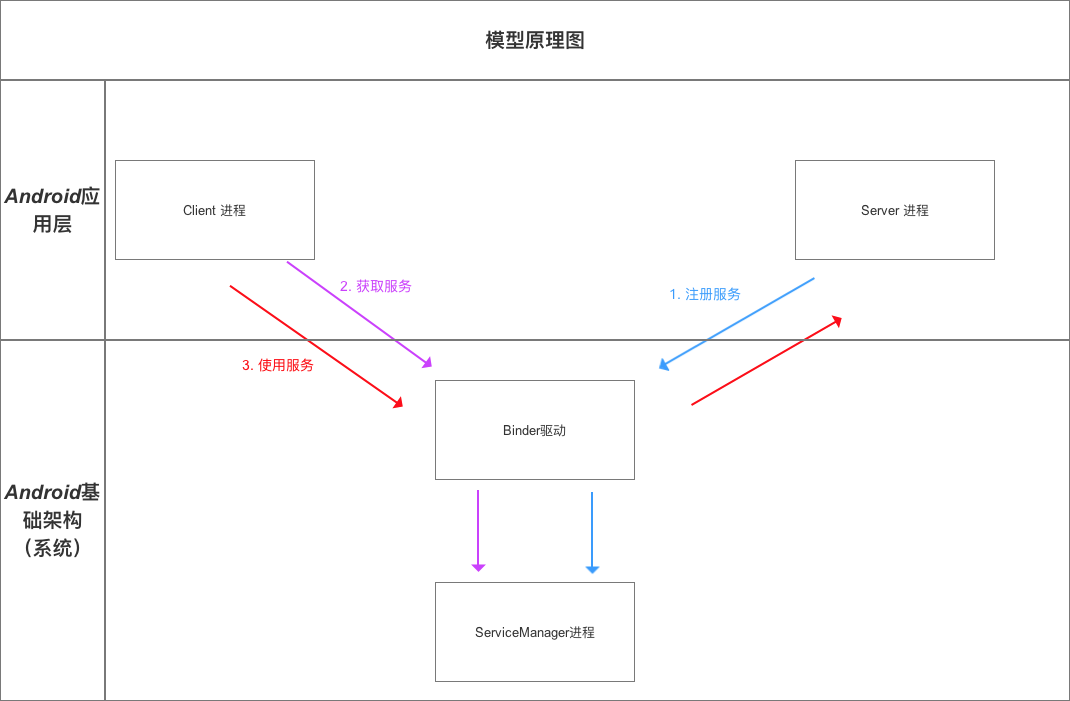 模型原理图
Android应
用层
Client 进程
Server 进程
2. 获取服务
1. 注册服务
3. 使用服务
Binder驱动
Android基
础架构
（系统）
ServiceManager进程